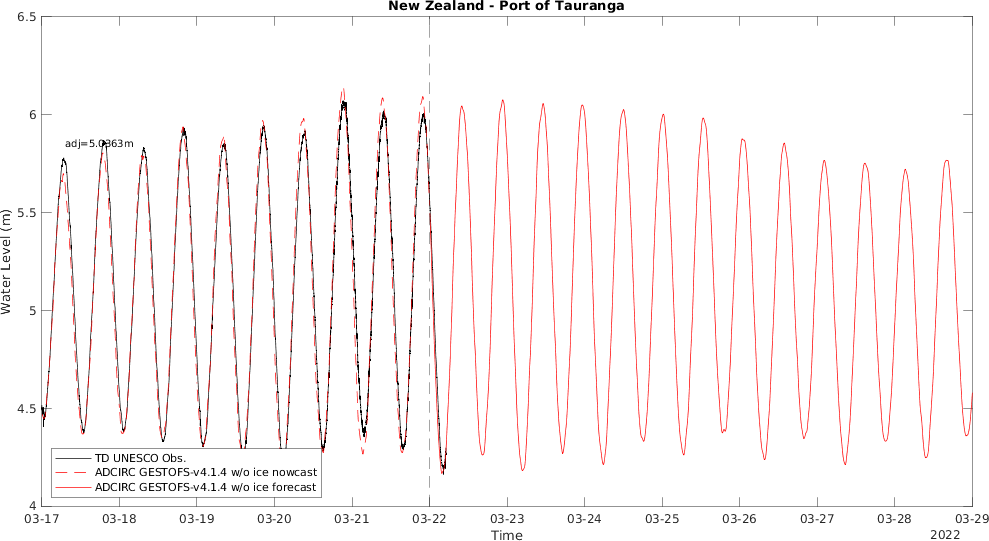 New Zealand - Port of Tauranga
6.5
6
5.5
5
4.5
4
Water Level (m)
adj=5.0363m
TD UNESCO Obs.
ADCIRC GESTOFS-v4.1.4 w/o ice nowcast
ADCIRC GESTOFS-v4.1.4 w/o ice forecast
03-17 03-18 03-19 03-20 03-21 03-22 03-23 03-24 03-25 03-26 03-27 03-28 03-29
Time
2022